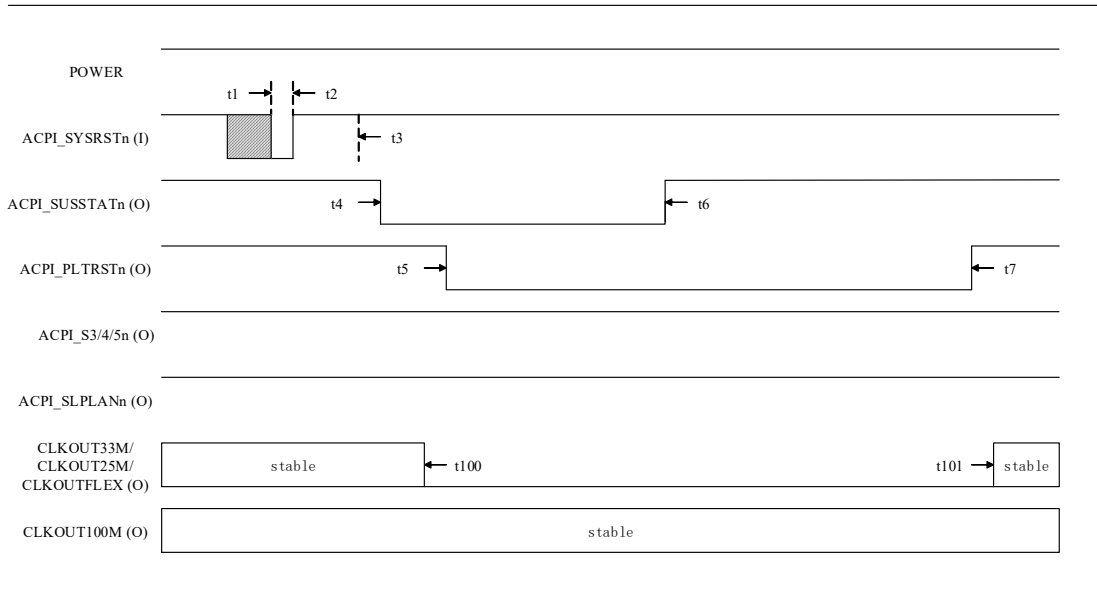 POWER
t1
t2
ACPI_SYSRSTn (I)
t3
ACPI_SUSSTATn (O)
t4
t6
ACPI_PLTRSTn (O)
t5
t7
ACPI_S3/4/5n (O)
ACPI_SLPLANn (O)
CLKOUT33M/
CLKOUT25M/
CLKOUTFLEX (O)
stable
t100
t101
stable
CLKOUT100M (O)
stable